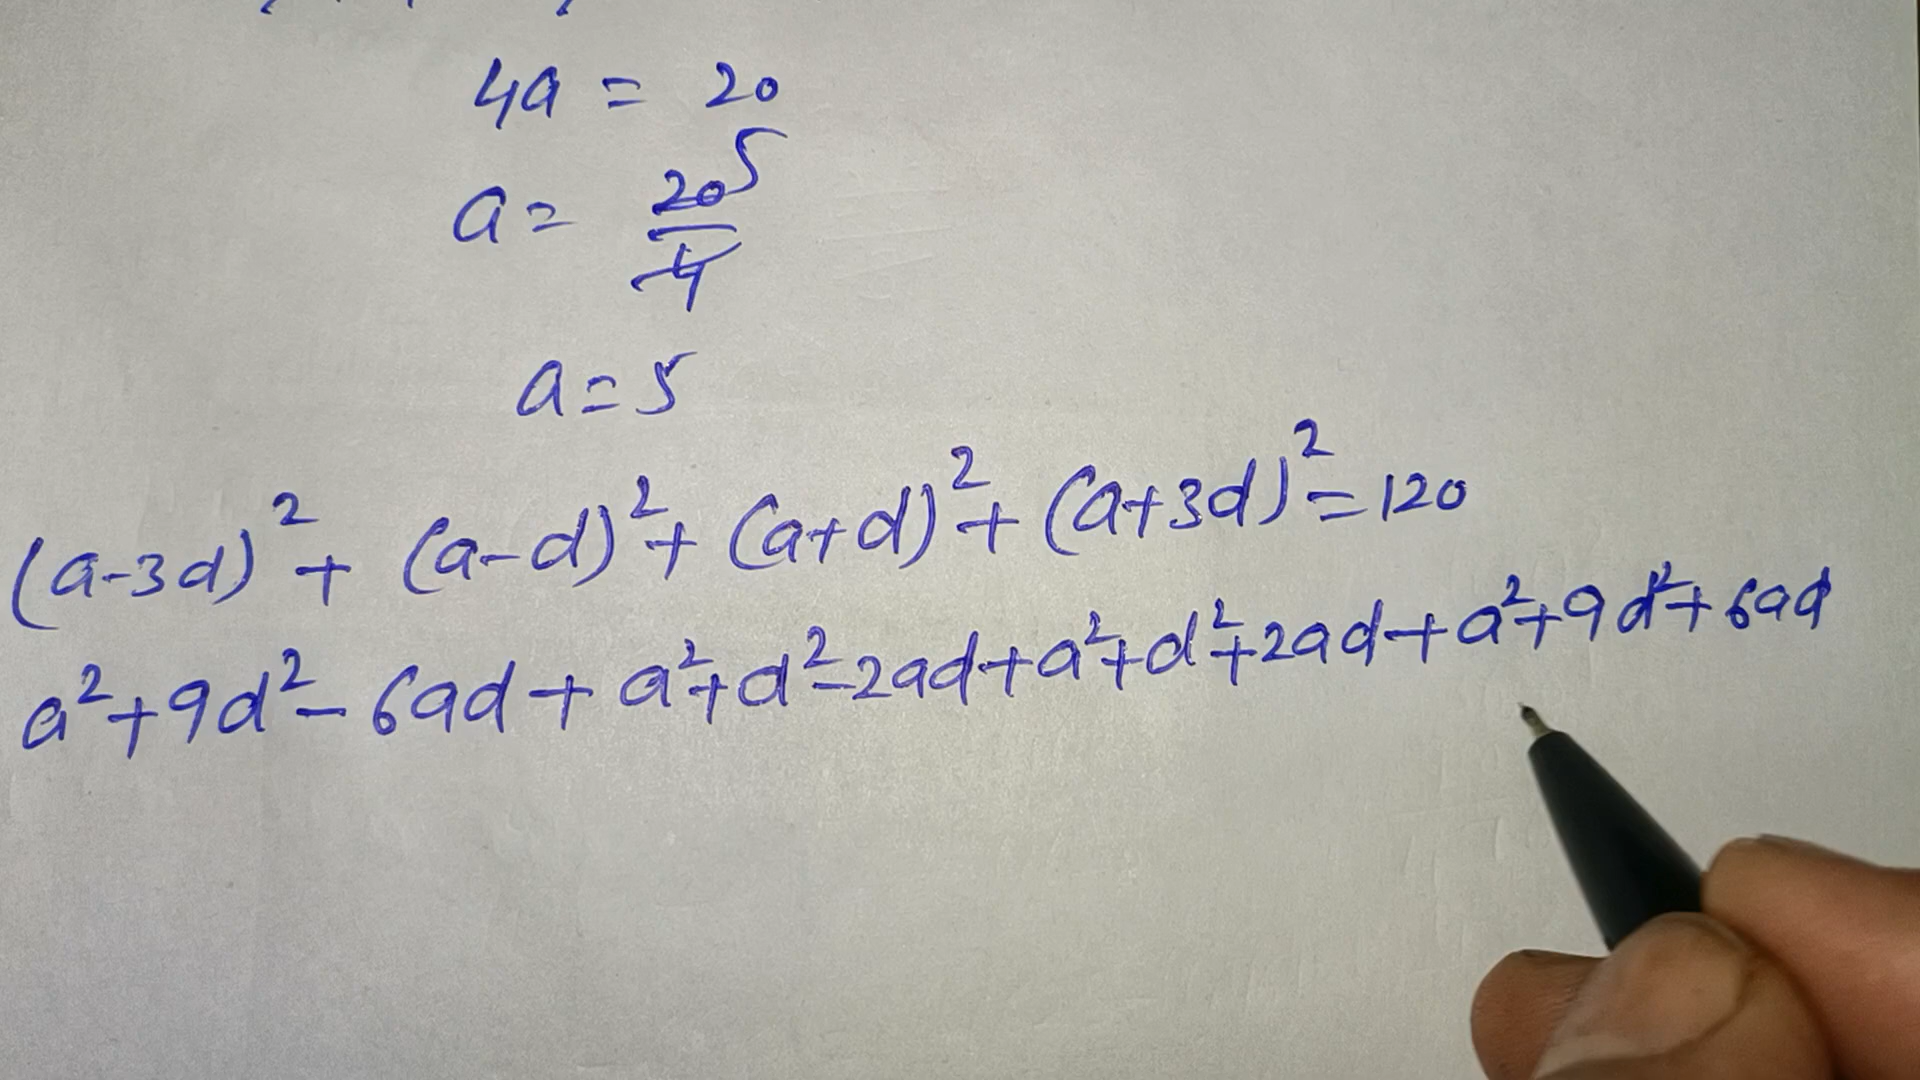 4a = 20
a = 20/4 5
a = 5
(a-3d)² + (a-d)² + (a+d)² + (a+3d)² = 120
a²+9d²-6ad + a²+d²-2ad+a²+d²+2ad+a²+9d²+6ad